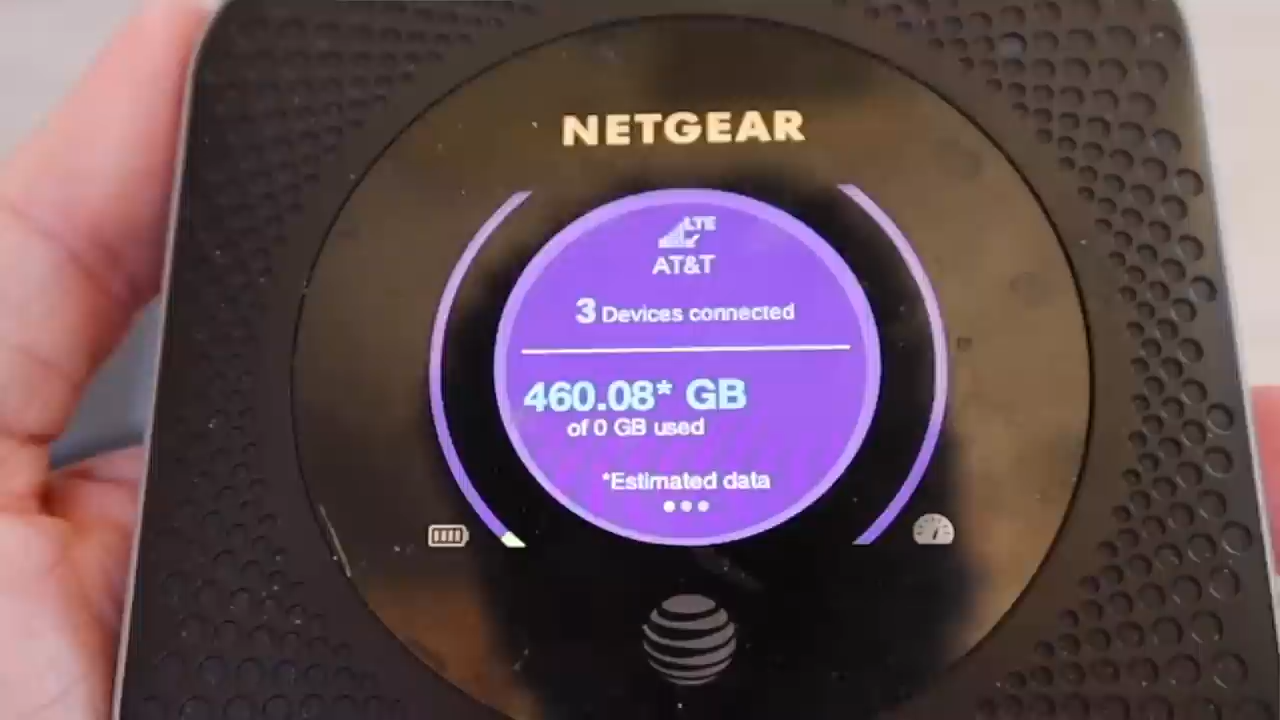 NETGEAR
LTE
AT&T
3 Devices connected
460.08* GB
of 0 GB used
*Estimated data